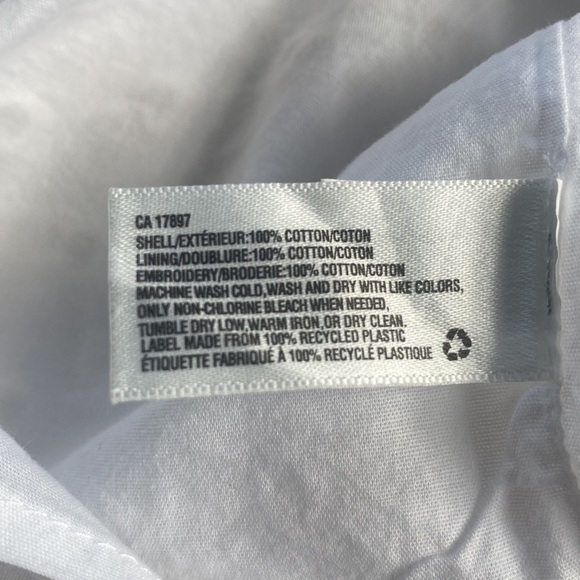 CA 17897
SHELL/EXTÉRIEUR:100% COTTON/COTON
LINING/DOUBLURE:100% COTTON/COTON
EMBROIDERY/BRODERIE:100% COTTON/COTON
MACHINE WASH COLD,WASH AND DRY WITH LIKE COLORS,
ONLY NON-CHLORINE BLEACH WHEN NEEDED,
TUMBLE DRY LOW,WARM IRON,OR DRY CLEAN.
LABEL MADE FROM 100% RECYCLED PLASTIC
ÉTIQUETTE FABRIQUÉ À 100% RECYCLÉ PLASTIQUE